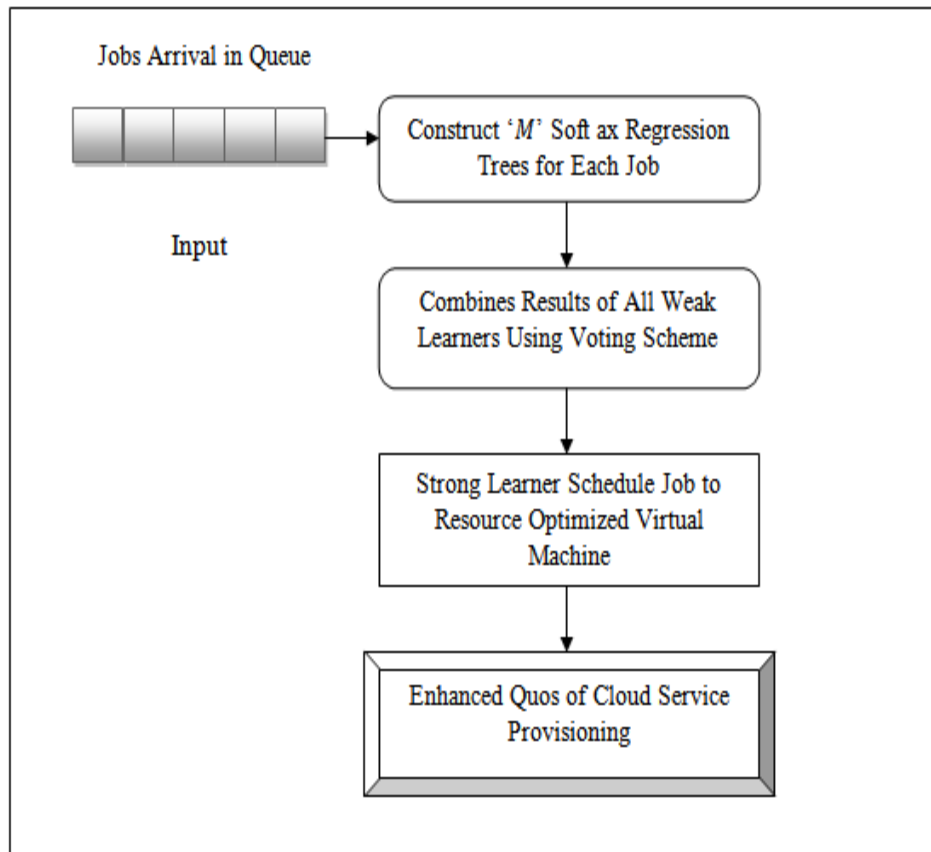 Jobs Arrival in Queue
Construct ‘M’ Soft ax Regression
Trees for Each Job
Input
Combines Results of All Weak
Learners Using Voting Scheme
Strong Learner Schedule Job to
Resource Optimized Virtual
Machine
Enhanced Quos of Cloud Service
Provisioning